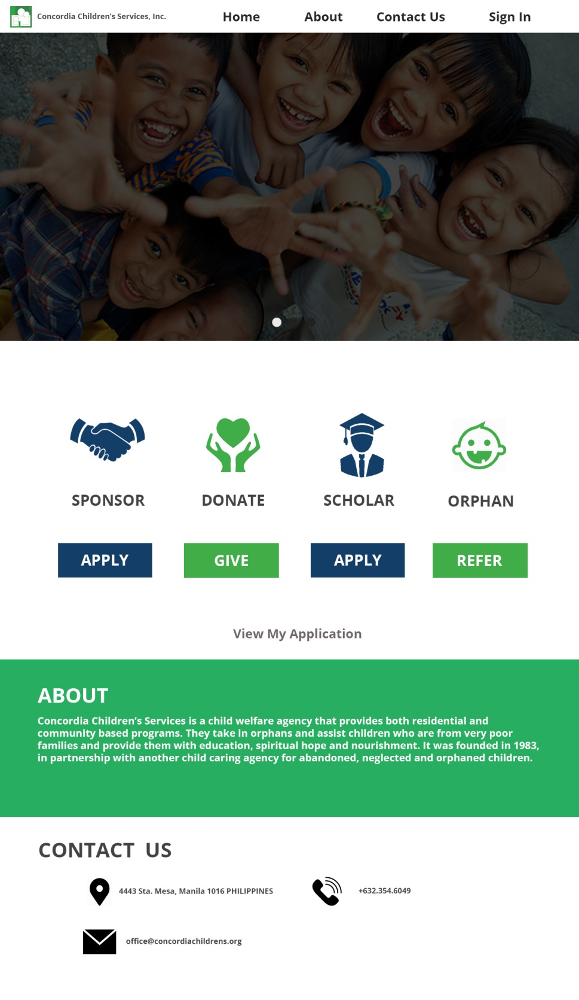 Concordia Children’s Services, Inc.
Home
About
Contact Us
Sign In
SPONSOR
DONATE
SCHOLAR
ORPHAN
APPLY
GIVE
APPLY
REFER
View My Application
ABOUT
Concordia Children’s Services is a child welfare agency that provides both residential and
community based programs. They take in orphans and assist children who are from very poor
families and provide them with education, spiritual hope and nourishment. It was founded in 1983,
in partnership with another child caring agency for abandoned, neglected and orphaned children.
CONTACT US
4443 Sta. Mesa, Manila 1016 PHILIPPINES
+632.354.6049
office@concordiachildrens.org